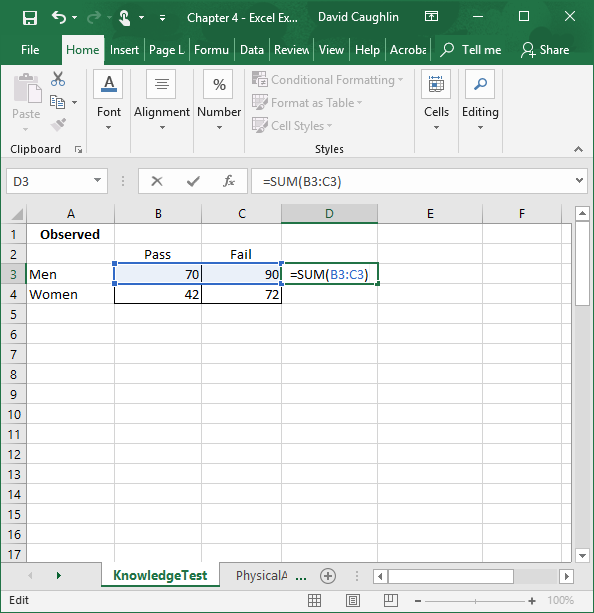 Chapter 4 - Excel Ex... David Caughlin
File Home Insert Page L Formu Data Review View Help Acroba Tell me Share
Paste Font Alignment Number Conditional Formatting Format as Table Cell Styles Cells Editing
Clipboard Styles
D3 fx =SUM(B3:C3)
A B C D E F
1 Observed
2 Pass Fail
3 Men 70 90 =SUM(B3:C3)
4 Women 42 72
5
6
7
8
9
10
11
12
13
14
15
16
17
KnowledgeTest PhysicalA ...
Edit 100%